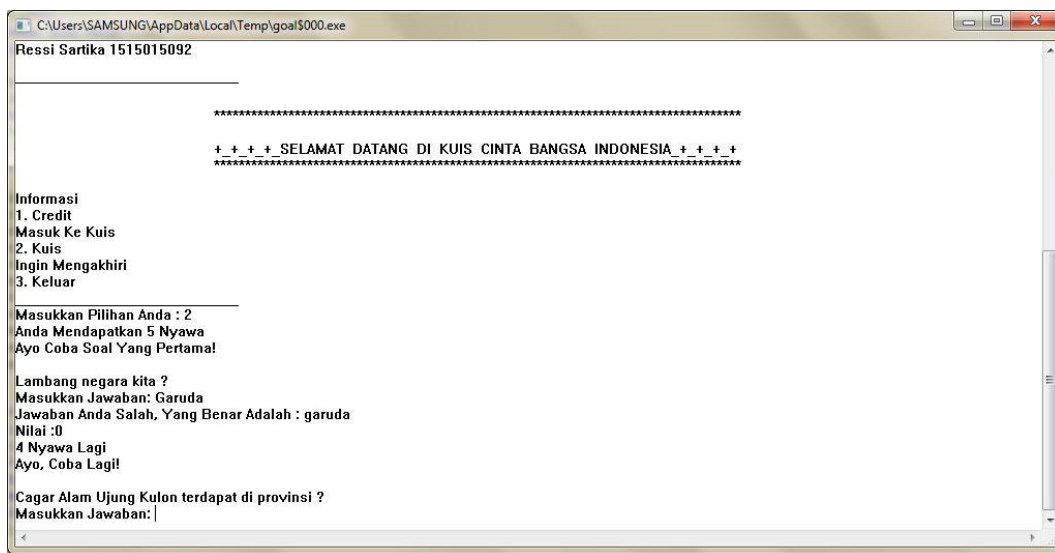 C:\Users\SAMSUNG\AppData\Local\Temp\goal$000.exe
Ressi Sartika 1515015092
_______________________________
*************************************************************************************
+_+_+_+_SELAMAT DATANG DI KUIS CINTA BANGSA INDONESIA_+_+_+_+
*************************************************************************************
Informasi
1. Credit
Masuk Ke Kuis
2. Kuis
Ingin Mengakhiri
3. Keluar
_______________________________
Masukkan Pilihan Anda : 2
Anda Mendapatkan 5 Nyawa
Ayo Coba Soal Yang Pertama!
Lambang negara kita ?
Masukkan Jawaban: Garuda
Jawaban Anda Salah, Yang Benar Adalah : garuda
Nilai :0
4 Nyawa Lagi
Ayo, Coba Lagi!
Cagar Alam Ujung Kulon terdapat di provinsi ?
Masukkan Jawaban: